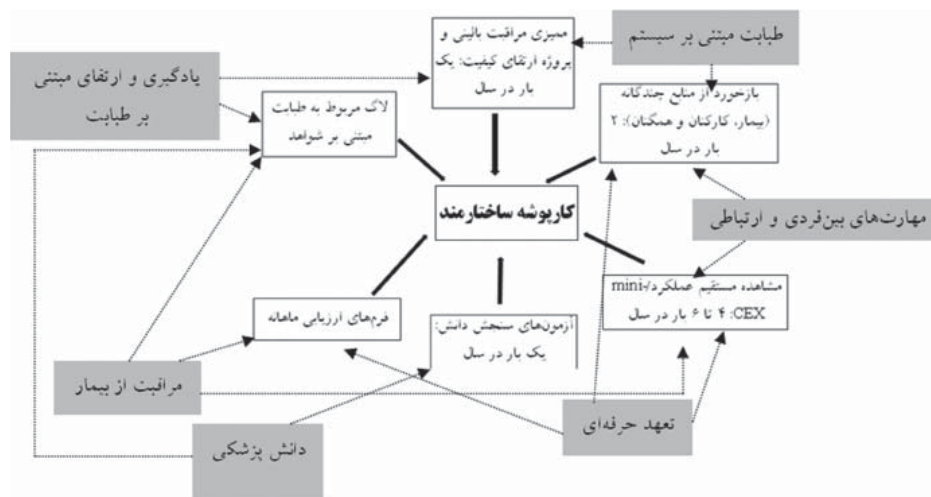 طبابت مبتنی بر سیستم
ممیزی مراقبت بالینی و
پروژه ارتقای کیفیت: یک
بار در سال
یادگیری و ارتقای مبتنی
بر طبابت
بازخورد از منابع چندگانه
(بیمار، کارکنان و همگنان): ۲
بار در سال
لاگ مربوط به طبابت
مبتنی بر شواهد
کارپوشه ساختارمند
مهارت‌های بین‌فردی و ارتباطی
مشاهده مستقیم عملکرد/-mini
CEX: ۴ تا ۶ بار در سال
فرم‌های ارزیابی ماهانه
آزمون‌های سنجش دانش:
یک بار در سال
مراقبت از بیمار
تعهد حرفه‌ای
دانش پزشکی